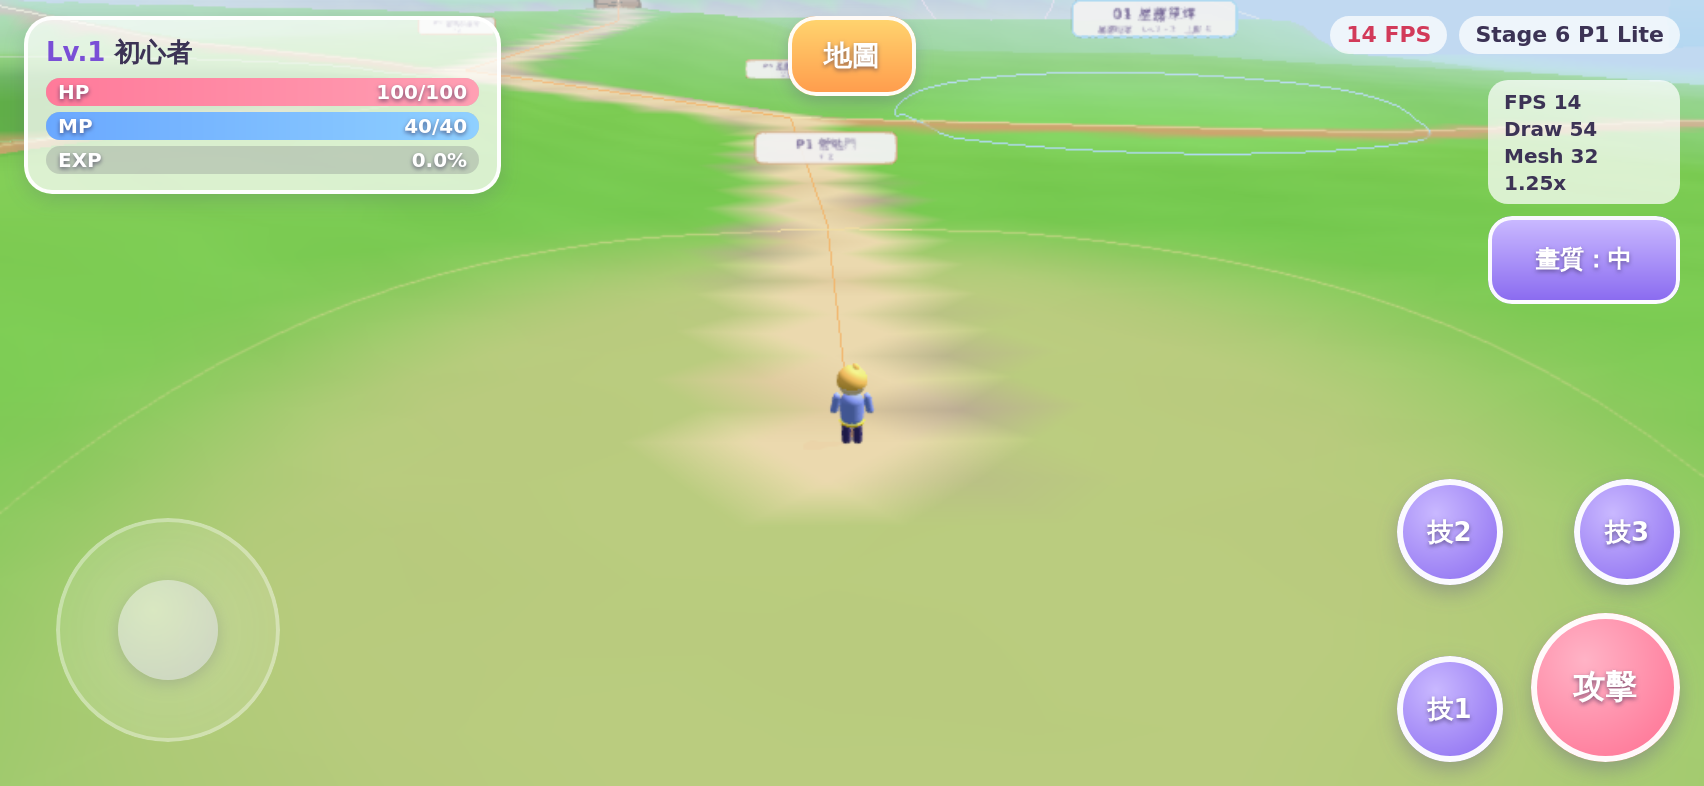 Lv.1 初心者
HP 100/100
MP 40/40
EXP 0.0%
地圖
14 FPS
Stage 6 P1 Lite
FPS 14
Draw 54
Mesh 32
1.25x
畫質：中
P1
01
技2
技3
技1
攻擊